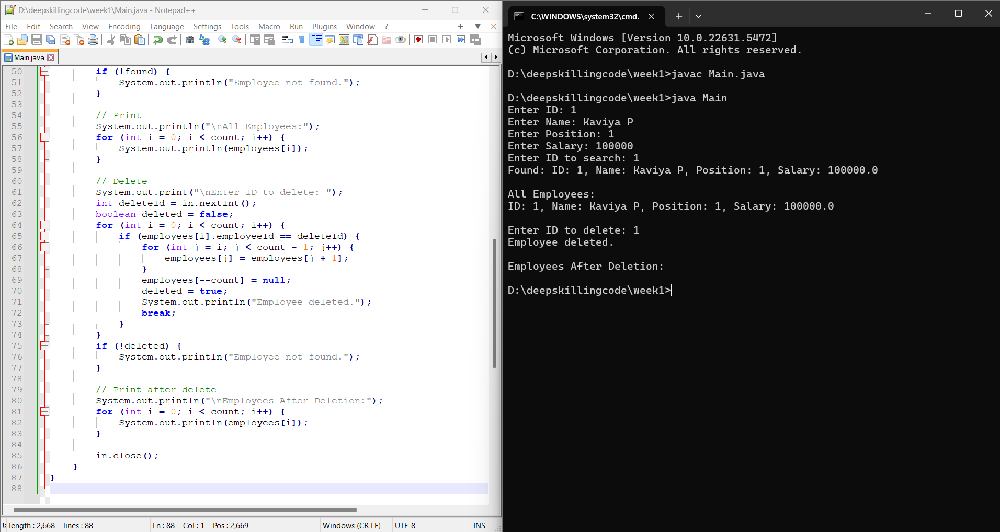 D:\deepskillingcode\week1\Main.java - Notepad++
File Edit Search View Encoding Language Settings Tools Macro Run Plugins Window ?
Main.java
50 if (!found) {
51 System.out.println("Employee not found.");
52 }
53
54 // Print
55 System.out.println("\nAll Employees:");
56 for (int i = 0; i < count; i++) {
57 System.out.println(employees[i]);
58 }
59
60 // Delete
61 System.out.print("\nEnter ID to delete: ");
62 int deleteId = in.nextInt();
63 boolean deleted = false;
64 for (int i = 0; i < count; i++) {
65 if (employees[i].employeeId == deleteId) {
66 for (int j = i; j < count - 1; j++) {
67 employees[j] = employees[j + 1];
68 }
69 employees[--count] = null;
70 deleted = true;
71 System.out.println("Employee deleted.");
72 break;
73 }
74 }
75 if (!deleted) {
76 System.out.println("Employee not found.");
77 }
78
79 // Print after delete
80 System.out.println("\nEmployees After Deletion:");
81 for (int i = 0; i < count; i++) {
82 System.out.println(employees[i]);
83 }
84
85 in.close();
86 }
87 }
88
Ja length : 2,668 lines : 88 Ln : 88 Col : 1 Pos : 2,669 Windows (CR LF) UTF-8 INS
C:\WINDOWS\system32\cmd.
Microsoft Windows [Version 10.0.22631.5472]
(c) Microsoft Corporation. All rights reserved.
D:\deepskillingcode\week1>javac Main.java
D:\deepskillingcode\week1>java Main
Enter ID: 1
Enter Name: Kaviya P
Enter Position: 1
Enter Salary: 100000
Enter ID to search: 1
Found: ID: 1, Name: Kaviya P, Position: 1, Salary: 100000.0
All Employees:
ID: 1, Name: Kaviya P, Position: 1, Salary: 100000.0
Enter ID to delete: 1
Employee deleted.
Employees After Deletion:
D:\deepskillingcode\week1>